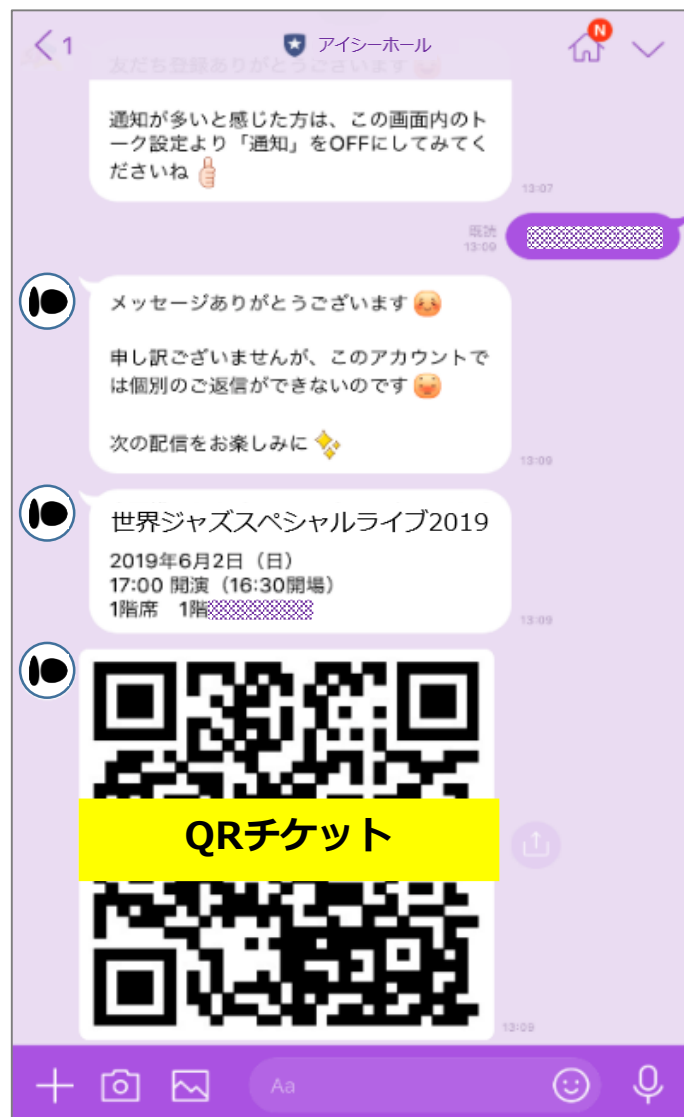 1
アイシーホール
N
友だち登録ありがとうございます
通知が多いと感じた方は、この画面内のト
ーク設定より「通知」をOFFにしてみてく
ださいね
13:07
既読
13:09
メッセージありがとうございます
申し訳ございませんが、このアカウントで
は個別のご返信ができないのです
次の配信をお楽しみに
13:09
世界ジャズスペシャルライブ2019
2019年6月2日（日）
17:00 開演（16:30開場）
1階席　1階
13:09
QRチケット
13:09
Aa